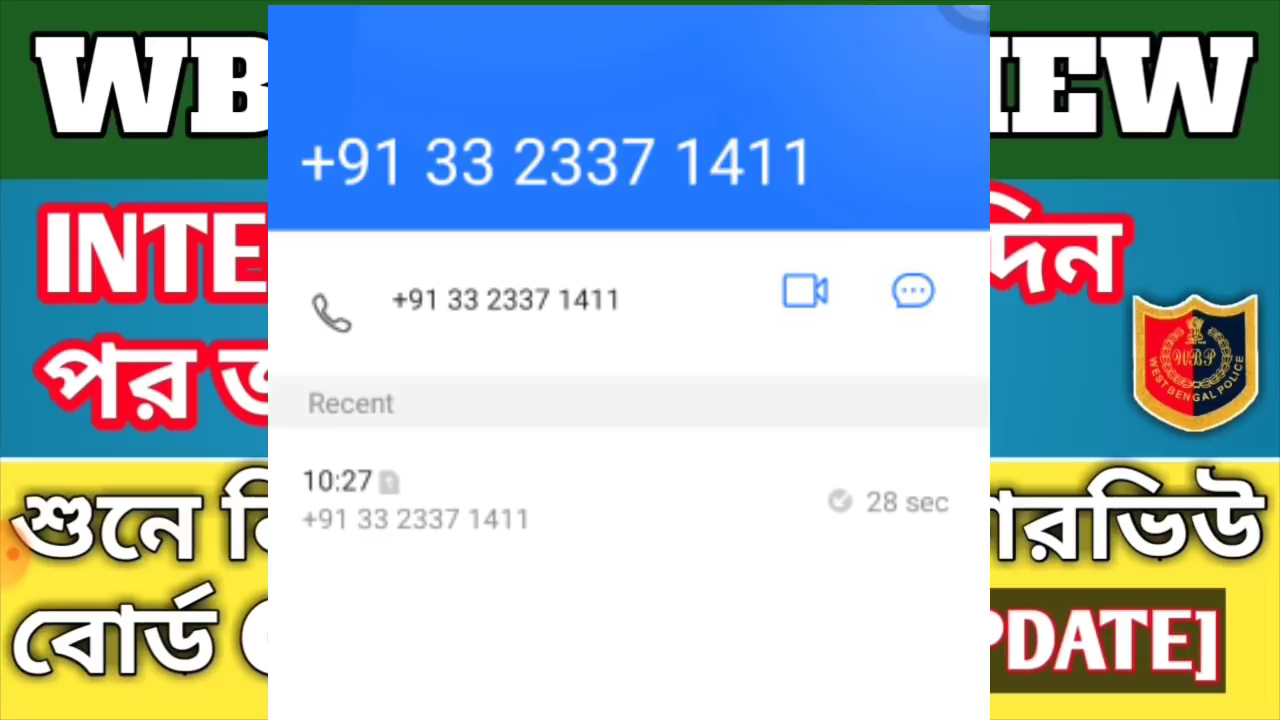 WB
IEW
+91 33 2337 1411
INTE
দিন
+91 33 2337 1411
পর
WBP
WEST BENGAL POLICE
Recent
10:27
28 sec
+91 33 2337 1411
শুনে নি
ারভিউ
বোর্ড
PDATE]